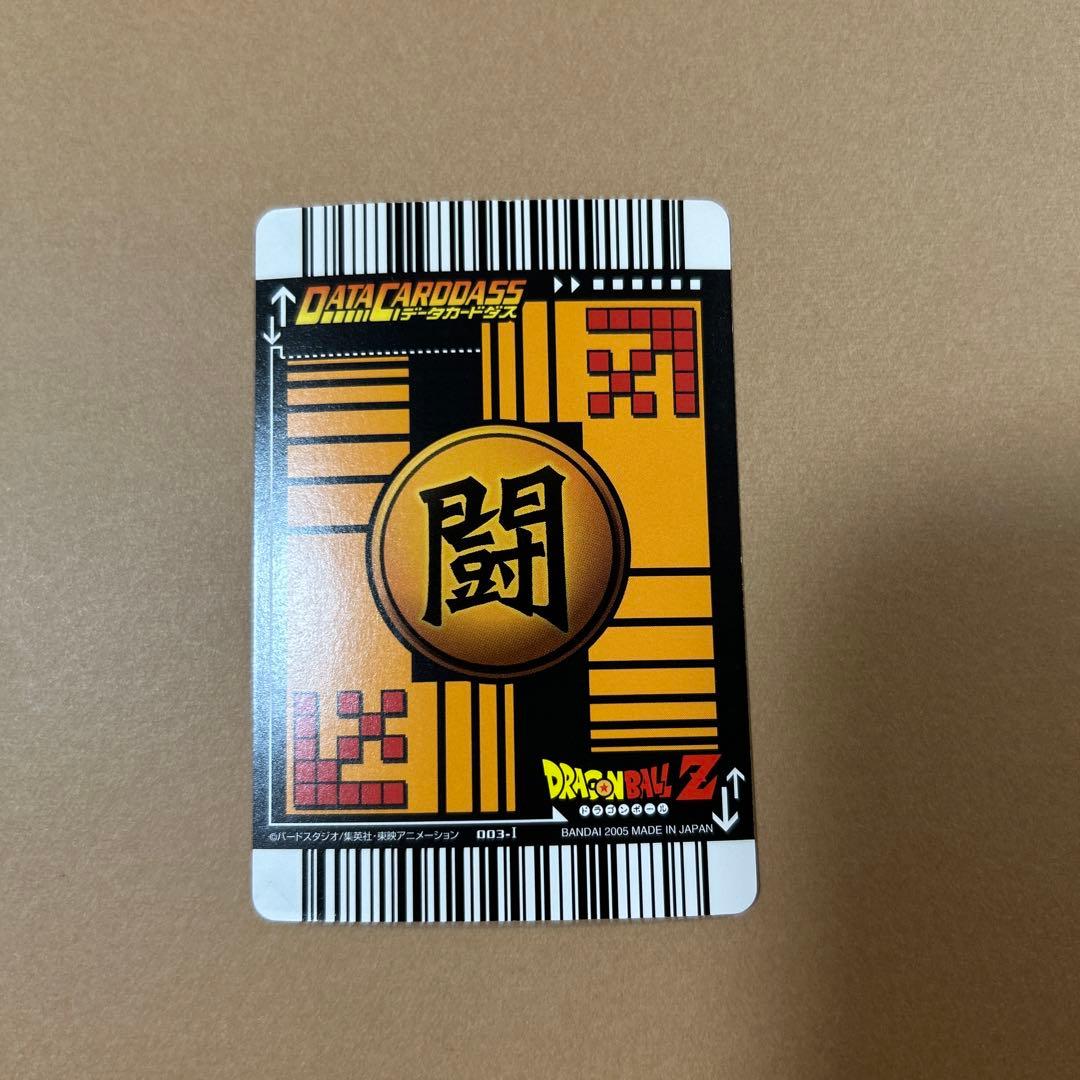 DATA CARDDASS
データカードダス
闘
DRAGON BALL Z
ドラゴンボール
©バードスタジオ/集英社・東映アニメーション 003-I BANDAI 2005 MADE IN JAPAN